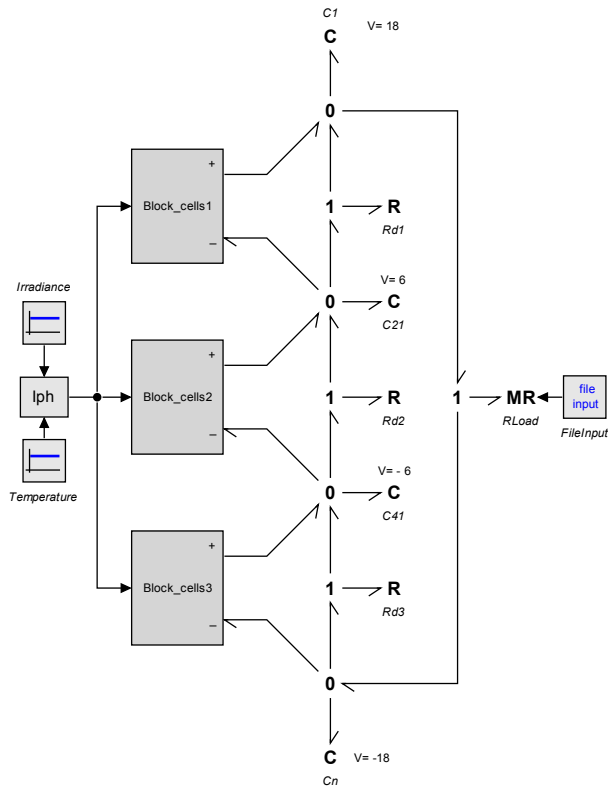 C1
C
V= 18
0
+
Block_cells1
–
1
R
Rd1
V= 6
0
C
C21
Irradiance
+
Block_cells2
–
Iph
1
R
Rd2
1
MR
RLoad
file
input
FileInput
Temperature
V= - 6
0
C
C41
+
Block_cells3
–
1
R
Rd3
0
C
V= -18
Cn